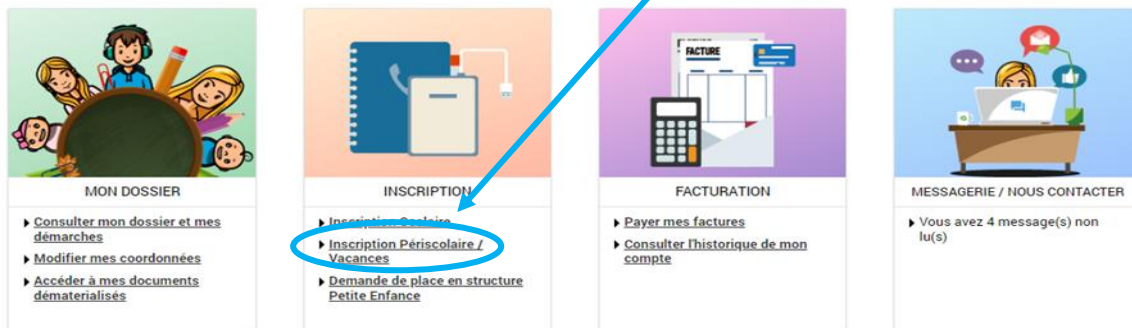 FACTURE
MON DOSSIER
Consulter mon dossier et mes
démarches
Modifier mes coordonnées
Accéder à mes documents
dématerialisés
INSCRIPTION
Inscription Scolaire
Inscription Périscolaire /
Vacances
Demande de place en structure
Petite Enfance
FACTURATION
Payer mes factures
Consulter l'historique de mon
compte
MESSAGERIE / NOUS CONTACTER
Vous avez 4 message(s) non
lu(s)